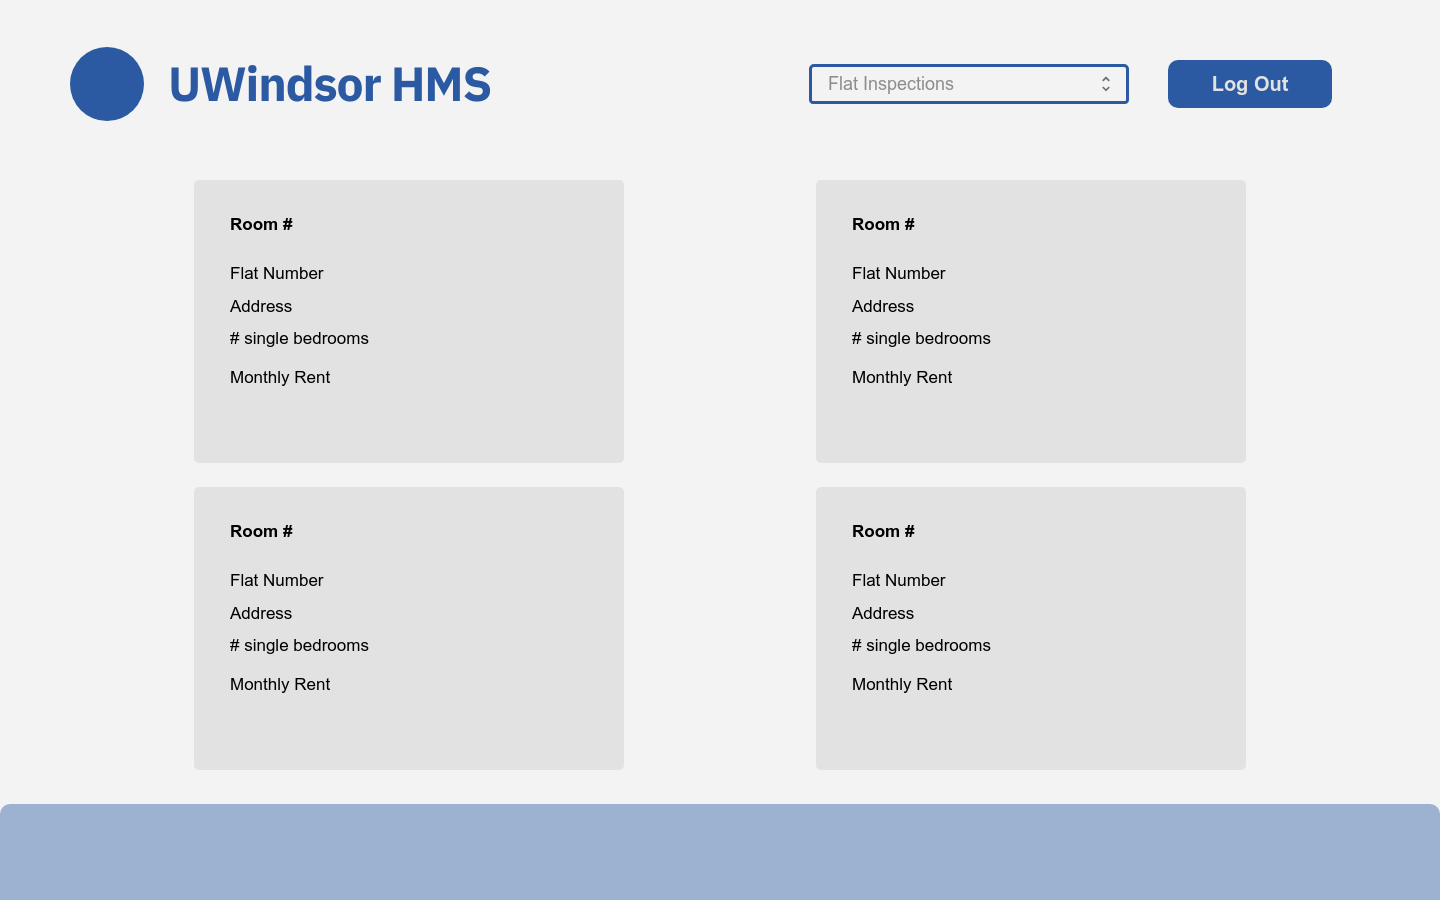 UWindsor HMS
Flat Inspections
Log Out
Room #
Flat Number
Address
# single bedrooms
Monthly Rent
Room #
Flat Number
Address
# single bedrooms
Monthly Rent
Room #
Flat Number
Address
# single bedrooms
Monthly Rent
Room #
Flat Number
Address
# single bedrooms
Monthly Rent